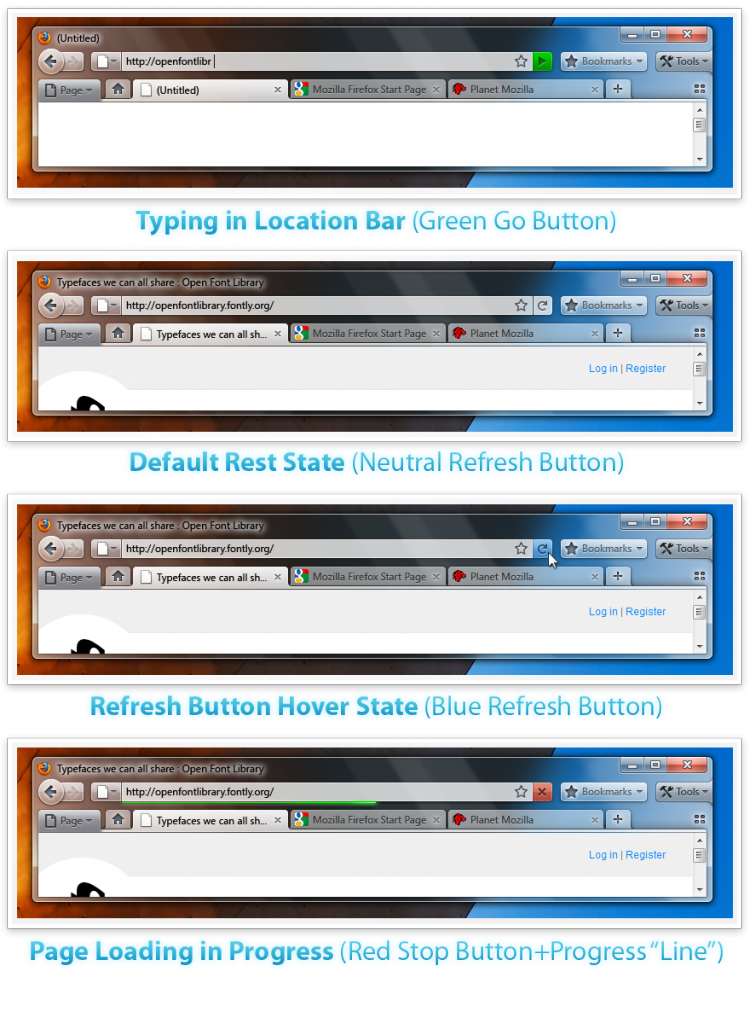 (Untitled)
http://openfontlibr
Bookmarks
Tools
Page
(Untitled)
Mozilla Firefox Start Page
Planet Mozilla
Typing in Location Bar (Green Go Button)
Typefaces we can all share : Open Font Library
http://openfontlibrary.fontly.org/
Bookmarks
Tools
Page
Typefaces we can all sh...
Mozilla Firefox Start Page
Planet Mozilla
Log in | Register
Default Rest State (Neutral Refresh Button)
Typefaces we can all share : Open Font Library
http://openfontlibrary.fontly.org/
Bookmarks
Tools
Page
Typefaces we can all sh...
Mozilla Firefox Start Page
Planet Mozilla
Log in | Register
Refresh Button Hover State (Blue Refresh Button)
Typefaces we can all share : Open Font Library
http://openfontlibrary.fontly.org/
Bookmarks
Tools
Page
Typefaces we can all sh...
Mozilla Firefox Start Page
Planet Mozilla
Log in | Register
Page Loading in Progress (Red Stop Button+Progress “Line”)